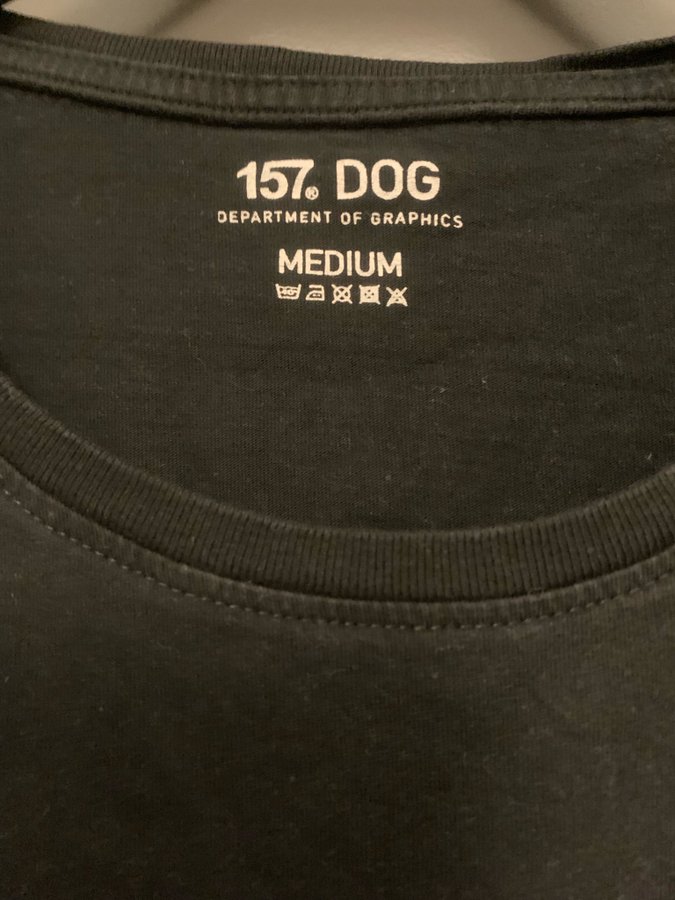 157® DOG
DEPARTMENT OF GRAPHICS
MEDIUM